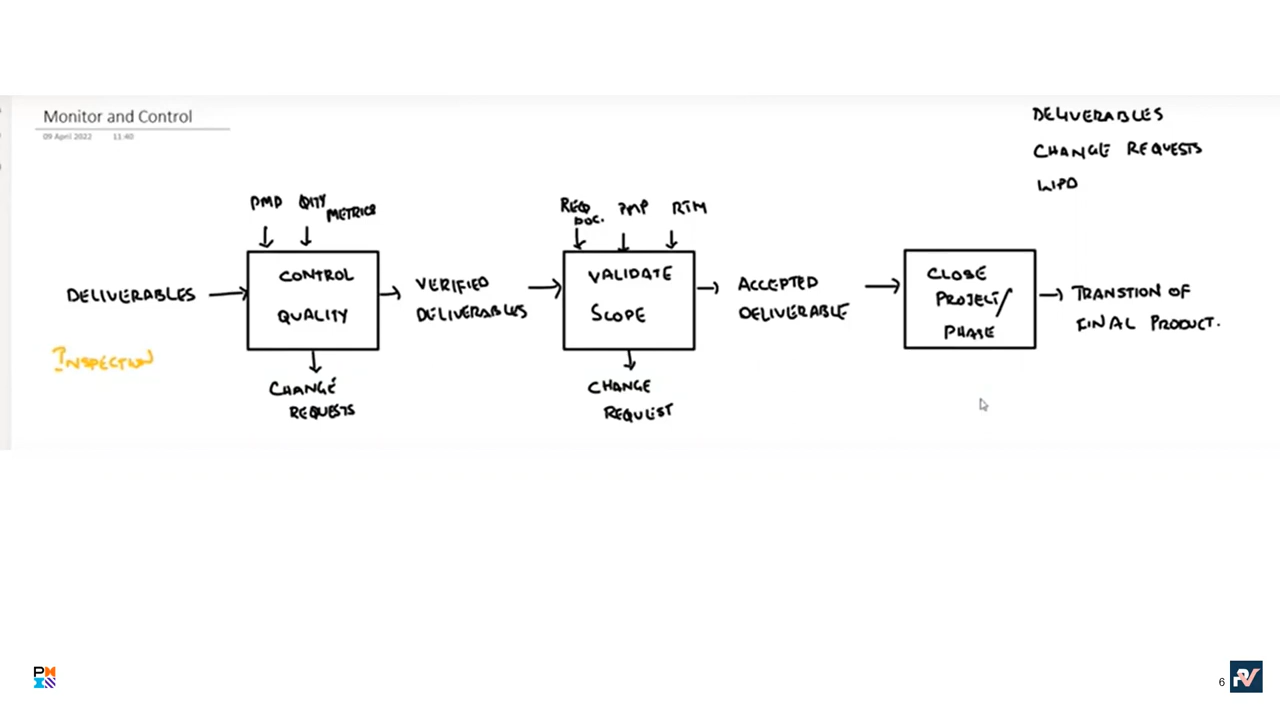 Monitor and Control
09 April 2022 11:40
DELIVERABLES
CHANGE REQUESTS
WPD
PMP QITY METRICS
REQ DOC. PMP RTM
DELIVERABLES
CONTROL
QUALITY
VERIFIED
DELIVERABLES
VALIDATE
SCOPE
ACCEPTED
DELIVERABLE
CLOSE
PROJECT/
PHASE
TRANSTION OF
FINAL PRODUCT.
INSPECTION
CHANGE
REQUESTS
CHANGE
REQUEST
6